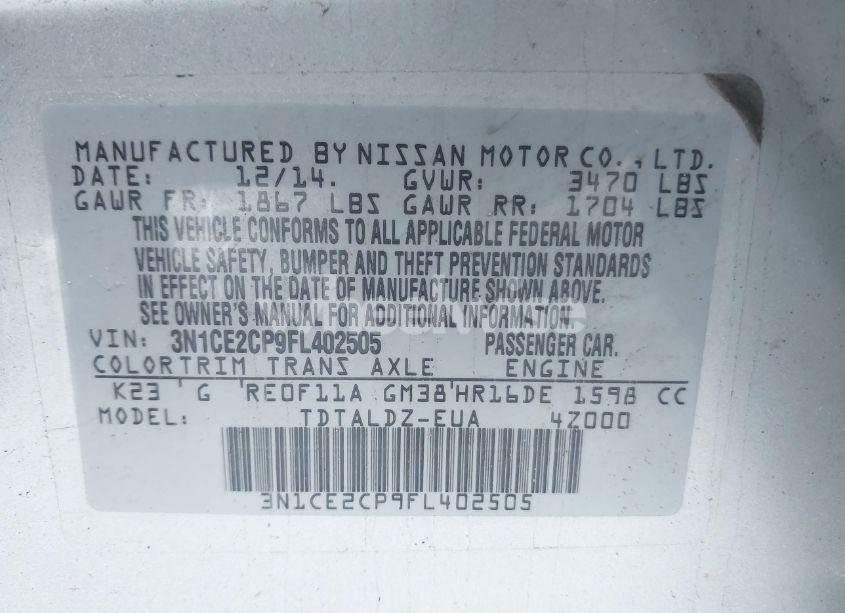 MANUFACTURED BY NISSAN MOTOR CO., LTD.
DATE: 12/14. GVWR: 3470 LBS
GAWR FR: 1867 LBS GAWR RR: 1704 LBS
THIS VEHICLE CONFORMS TO ALL APPLICABLE FEDERAL MOTOR
VEHICLE SAFETY, BUMPER AND THEFT PREVENTION STANDARDS
IN EFFECT ON THE DATE OF MANUFACTURE SHOWN ABOVE.
SEE OWNER'S MANUAL FOR ADDITIONAL INFORMATION.
VIN: 3N1CE2CP9FL402505 PASSENGER CAR.
COLOR TRIM TRANS AXLE ENGINE
K23 ' G 'RE0F11A GM38'HR16DE 1598 CC
MODEL: TDTALDZ-EUA 4Z000
3N1CE2CP9FL402505